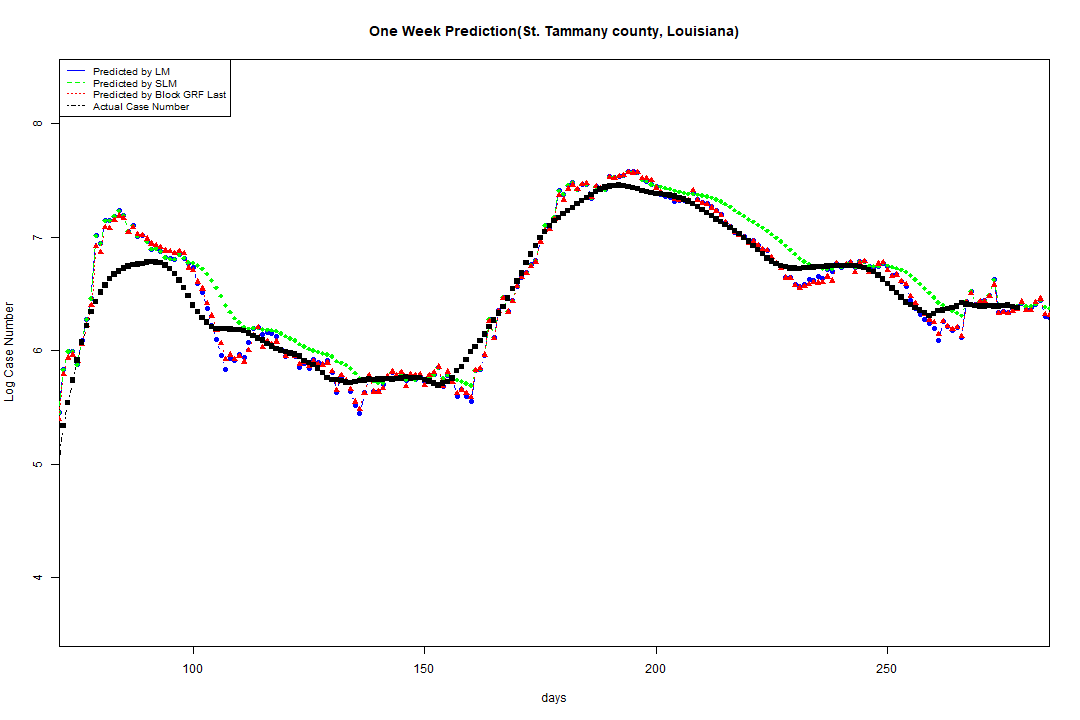 One Week Prediction(St. Tammany county, Louisiana)
Predicted by LM
Predicted by SLM
Predicted by Block GRF Last
Actual Case Number
8
7
6
5
4
Log Case Number
100 150 200 250
days